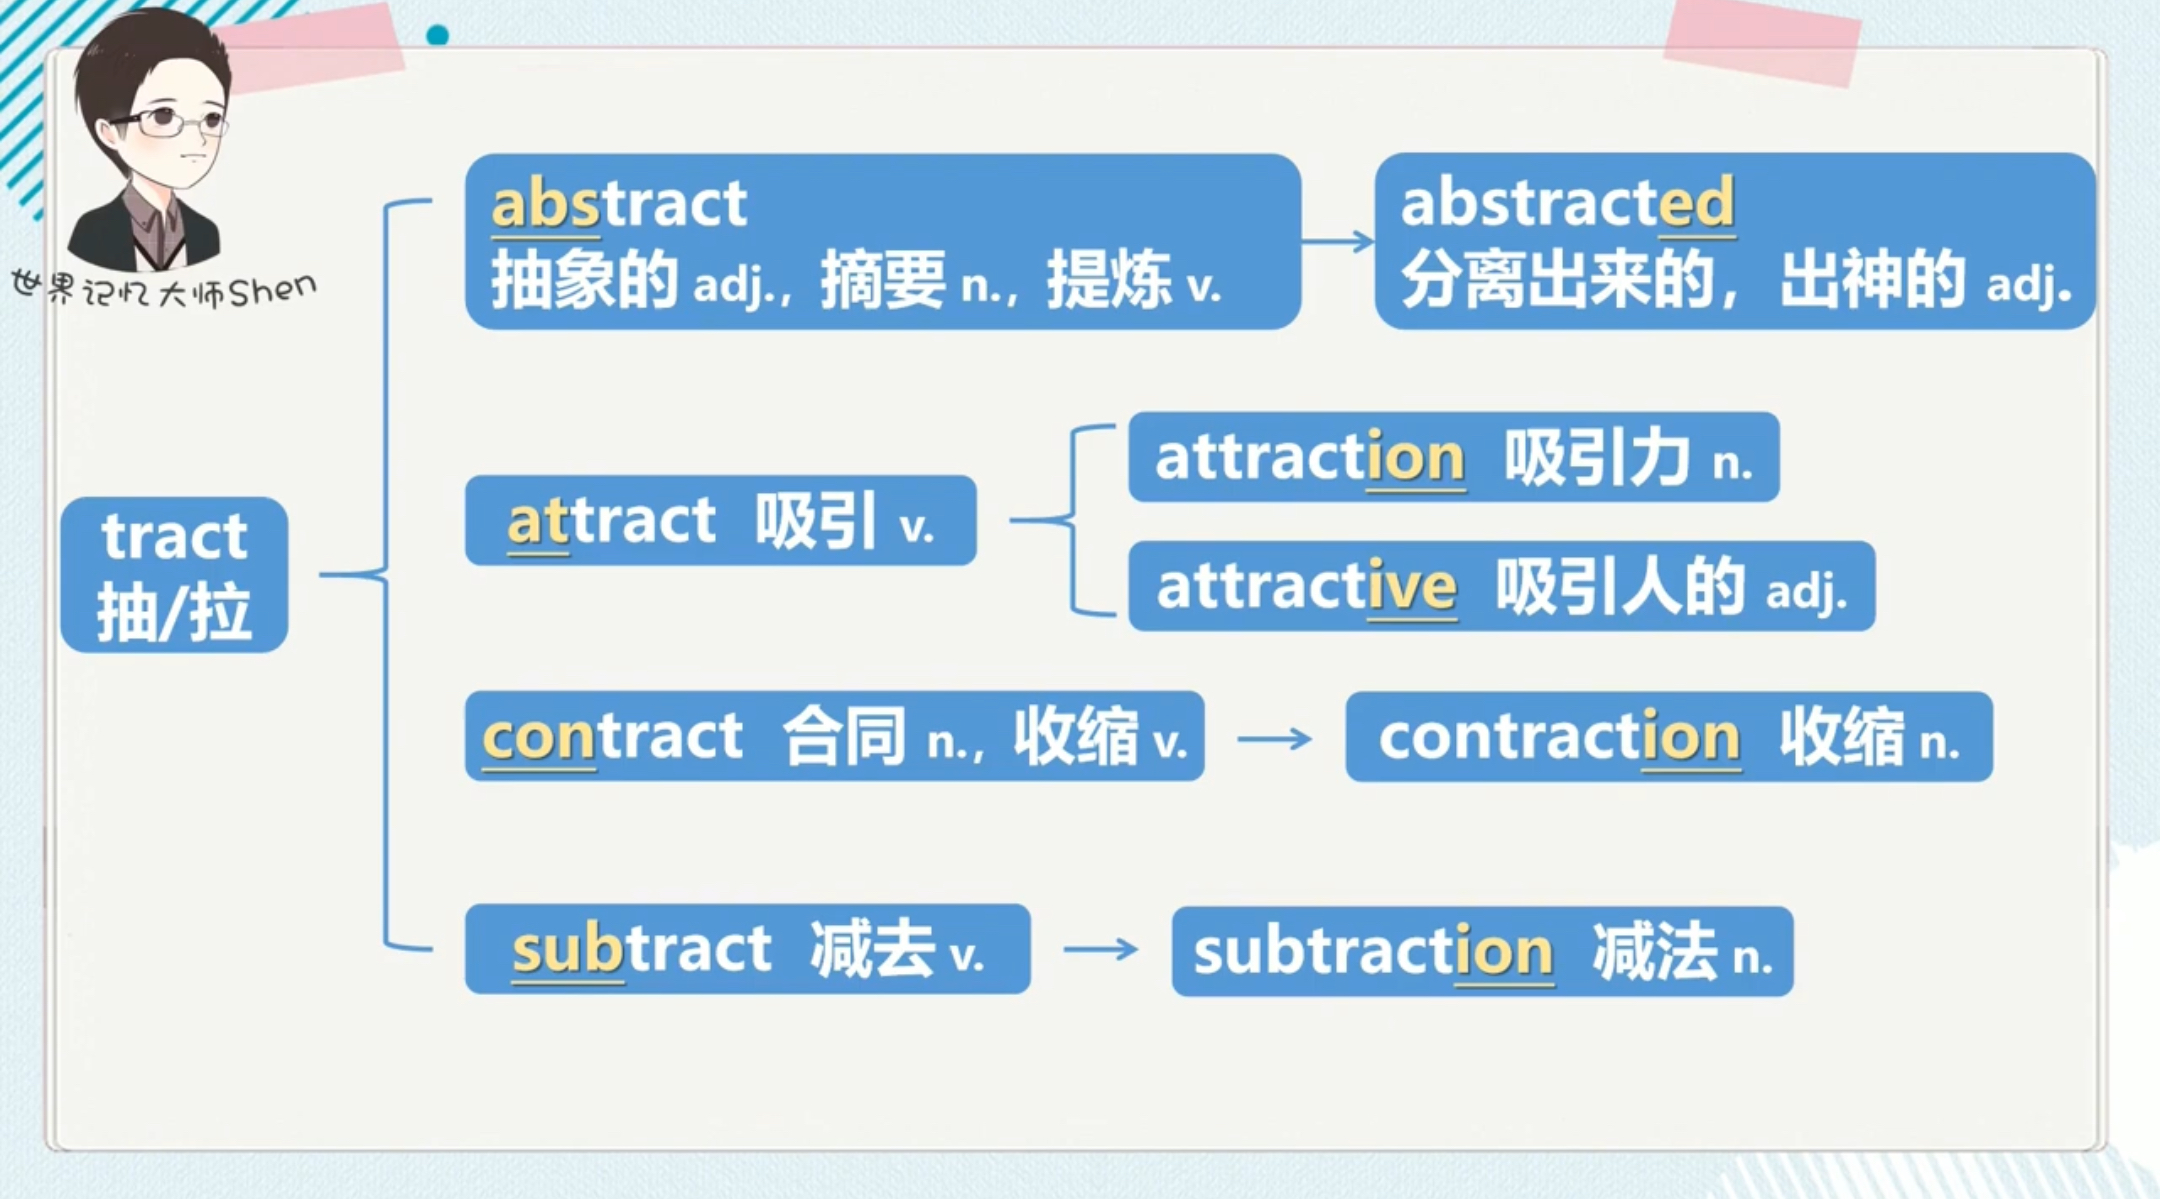 世界记忆大师Shen
tract
抽/拉
abstract
抽象的 adj., 摘要 n., 提炼 v.
abstracted
分离出来的, 出神的 adj.
attract 吸引 v.
attraction 吸引力 n.
attractive 吸引人的 adj.
contract 合同 n., 收缩 v.
contraction 收缩 n.
subtract 减去 v.
subtraction 减法 n.